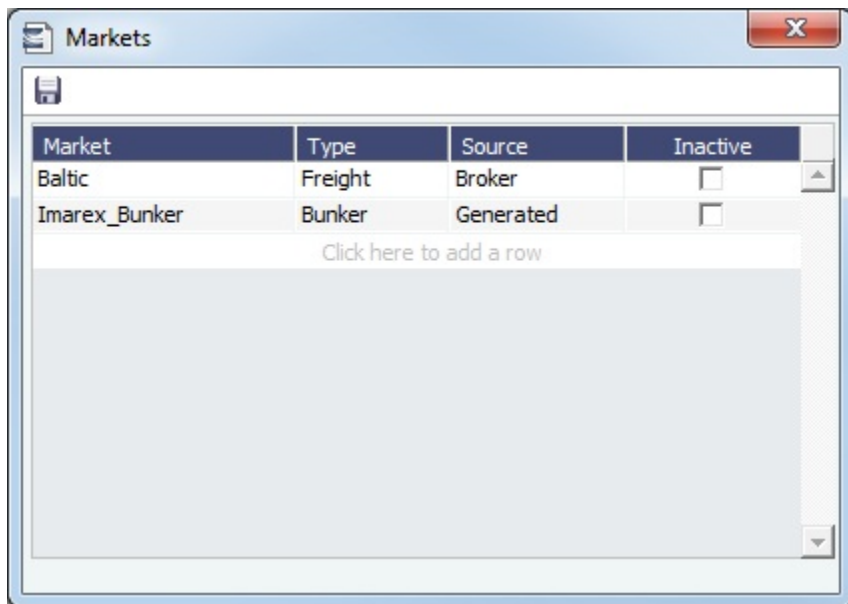 Markets
Market Type Source Inactive
Baltic Freight Broker
Imarex_Bunker Bunker Generated
Click here to add a row